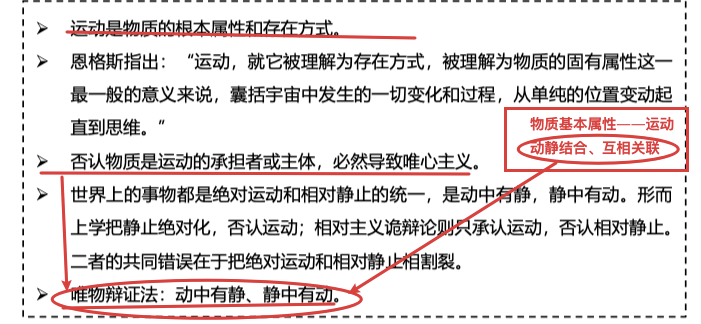 ➢ 运动是物质的根本属性和存在方式。
➢ 恩格斯指出：“运动，就它被理解为存在方式，被理解为物质的固有属性这一
最一般的意义来说，囊括宇宙中发生的一切变化和过程，从单纯的位置变动起
直到思维。”
物质基本属性——运动
动静结合、互相关联
➢ 否认物质是运动的承担者或主体，必然导致唯心主义。
➢ 世界上的事物都是绝对运动和相对静止的统一，是动中有静，静中有动。形而
上学把静止绝对化，否认运动；相对主义诡辩论则只承认运动，否认相对静止。
二者的共同错误在于把绝对运动和相对静止相割裂。
➢ 唯物辩证法：动中有静、静中有动。